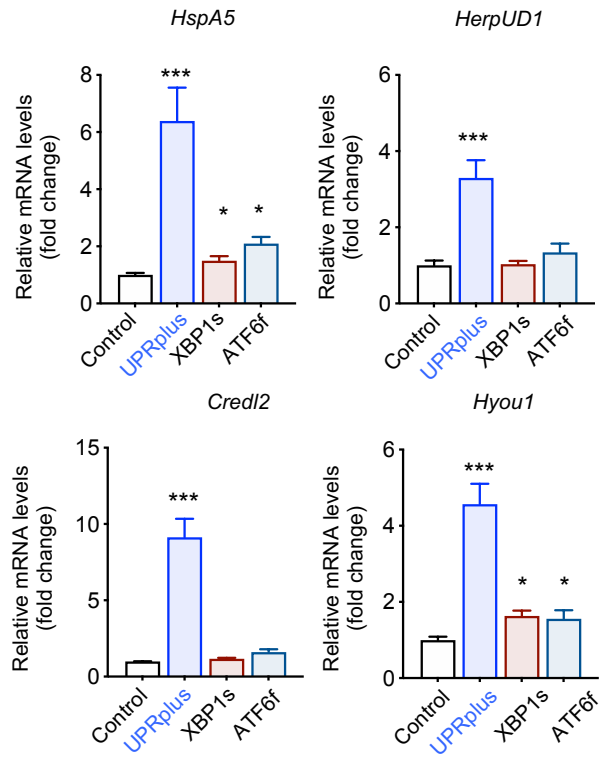 HspA5
Relative mRNA levels
(fold change)
8
6
4
2
0
***
*
*
Control
UPRplus
XBP1s
ATF6f
HerpUD1
Relative mRNA levels
(fold change)
6
4
2
0
***
Control
UPRplus
XBP1s
ATF6f
Credl2
Relative mRNA levels
(fold change)
15
10
5
0
***
Control
UPRplus
XBP1s
ATF6f
Hyou1
Relative mRNA levels
(fold change)
6
4
2
0
***
*
*
Control
UPRplus
XBP1s
ATF6f